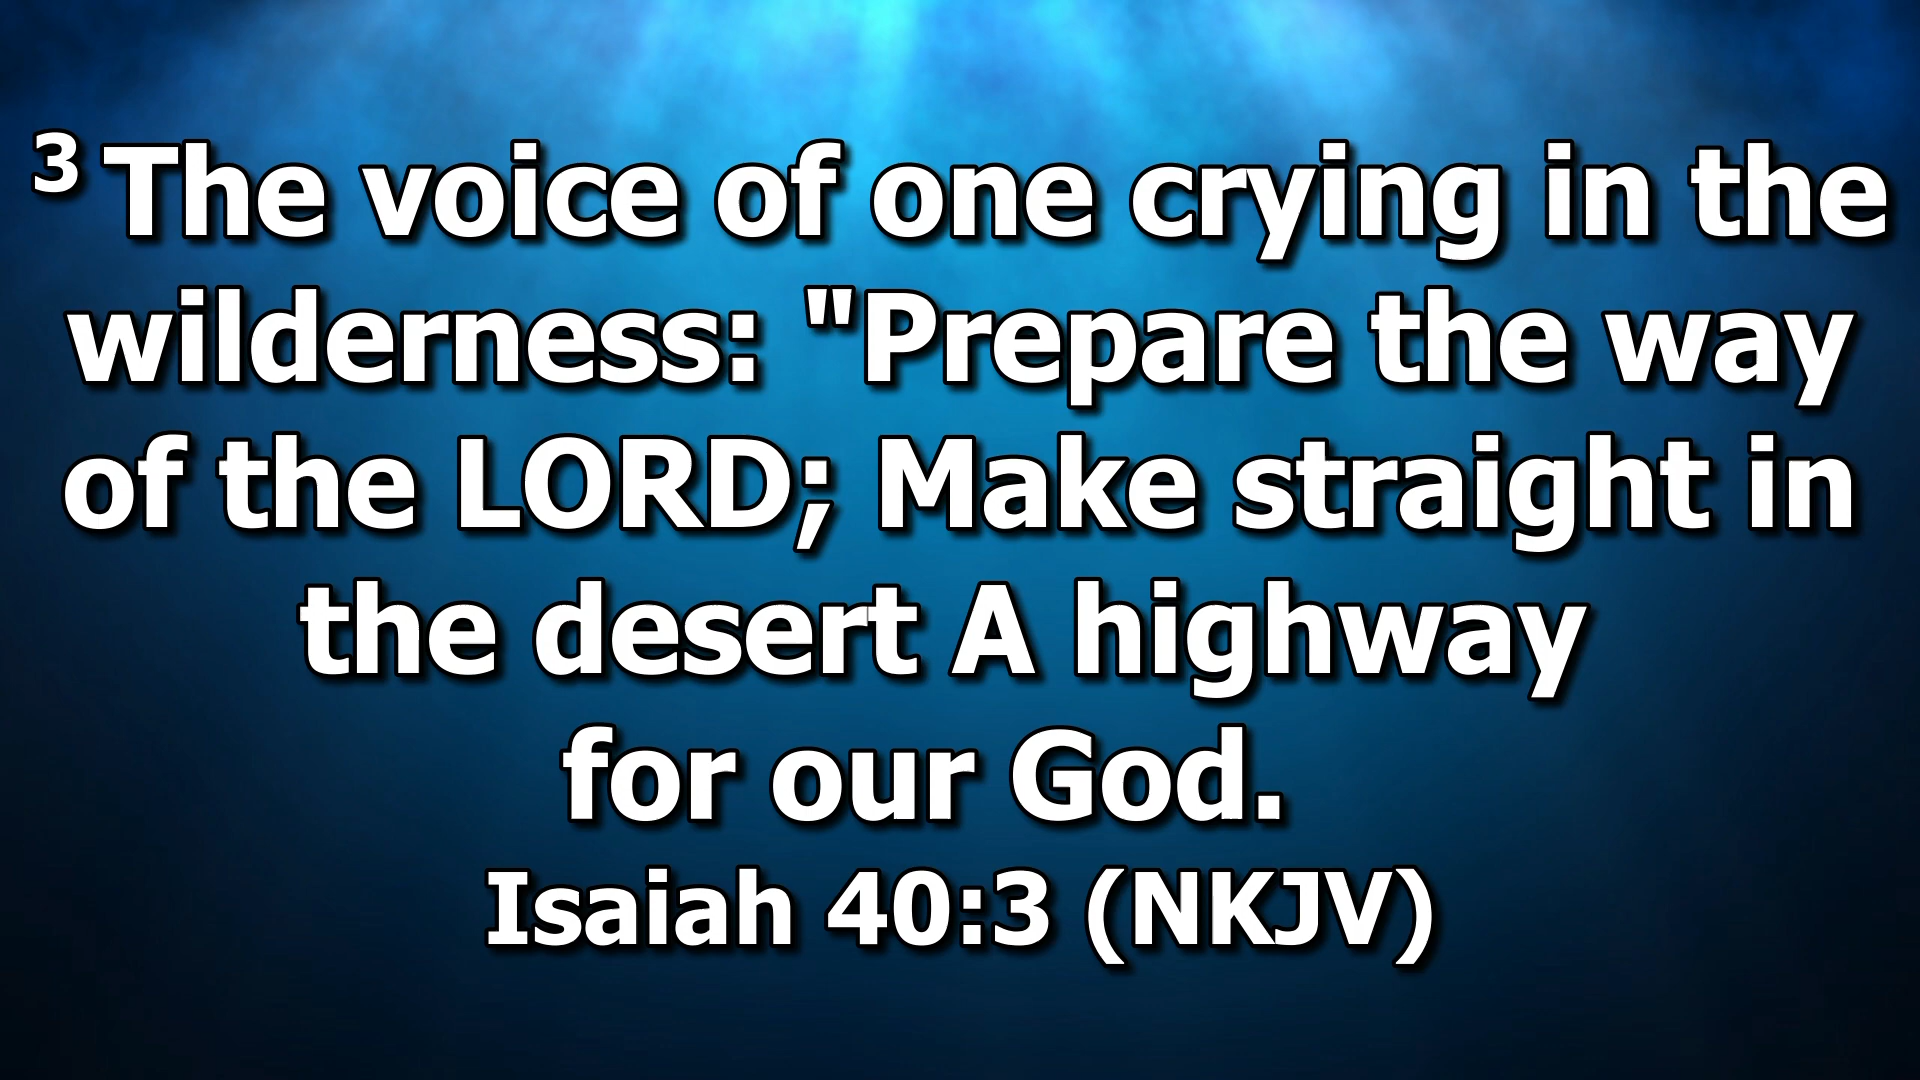 3 The voice of one crying in the
wilderness: "Prepare the way
of the LORD; Make straight in
the desert A highway
for our God.
Isaiah 40:3 (NKJV)